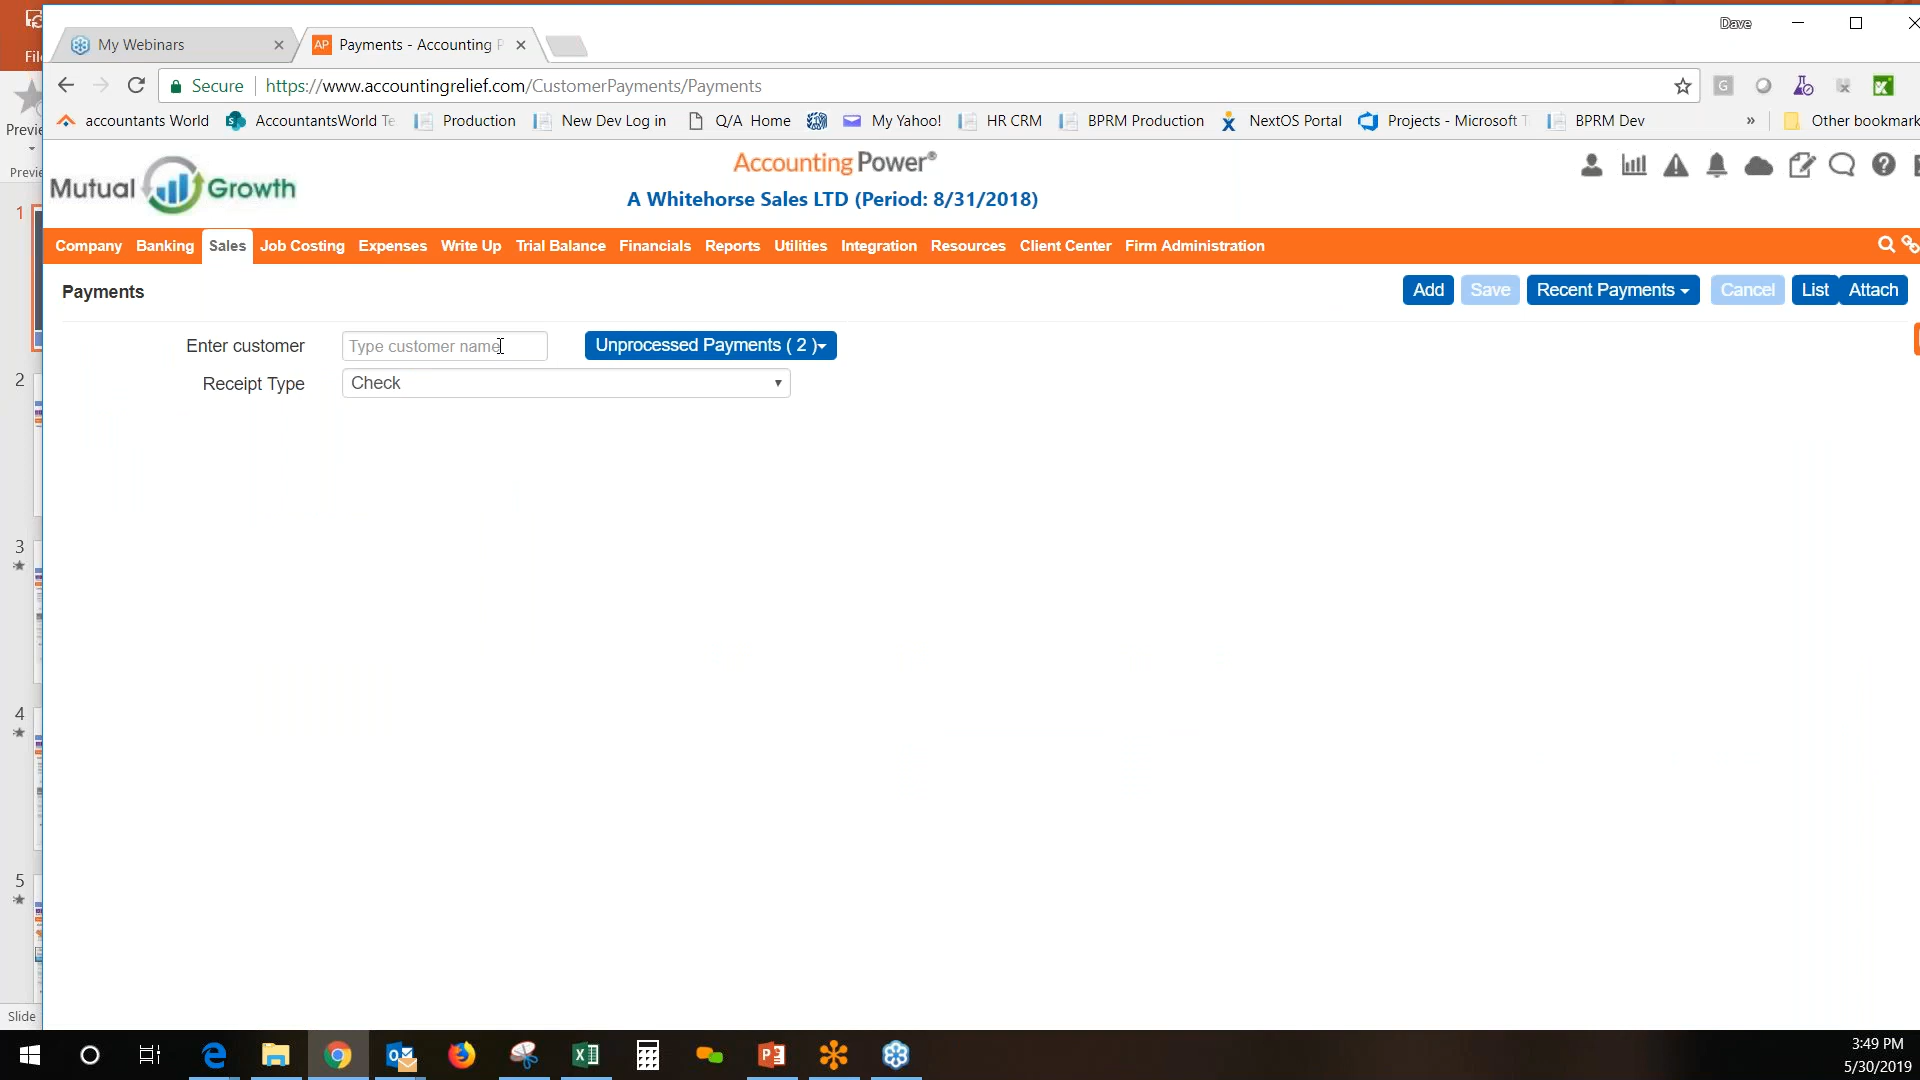 Dave
My Webinars
AP Payments - Accounting P
File
Secure https://www.accountingrelief.com/CustomerPayments/Payments
G
accountants World AccountantsWorld Te Production New Dev Log in Q/A Home My Yahoo! HR CRM BPRM Production NextOS Portal Projects - Microsoft T BPRM Dev » Other bookmark
Previe
Previe
Mutual Growth
Accounting Power®
A Whitehorse Sales LTD (Period: 8/31/2018)
Company Banking Sales Job Costing Expenses Write Up Trial Balance Financials Reports Utilities Integration Resources Client Center Firm Administration
Payments
Add Save Recent Payments Cancel List Attach
Enter customer Type customer name Unprocessed Payments ( 2 )
Receipt Type Check
1
2
3
4
5
Slide
3:49 PM
5/30/2019